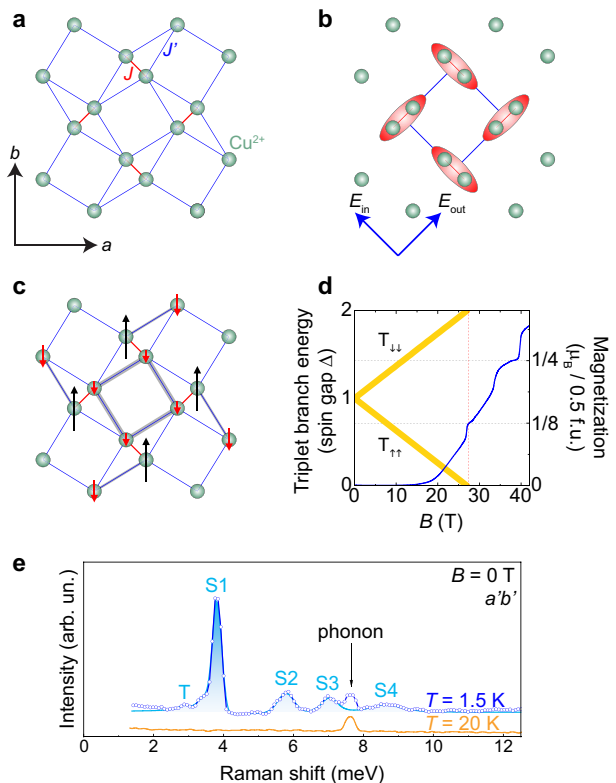 a
b
J
J'
Cu²⁺
b
a
E in
E out
c
d
Triplet branch energy
(spin gap Δ)
2
1
0
T↓↓
T↑↑
1/4
1/8
0
Magnetization
(μB / 0.5 f.u.)
0 10 20 30 40
B (T)
e
Intensity (arb. un.)
B = 0 T
a'b'
S1
phonon
T
S2
S3
S4
T = 1.5 K
T = 20 K
0 2 4 6 8 10 12
Raman shift (meV)